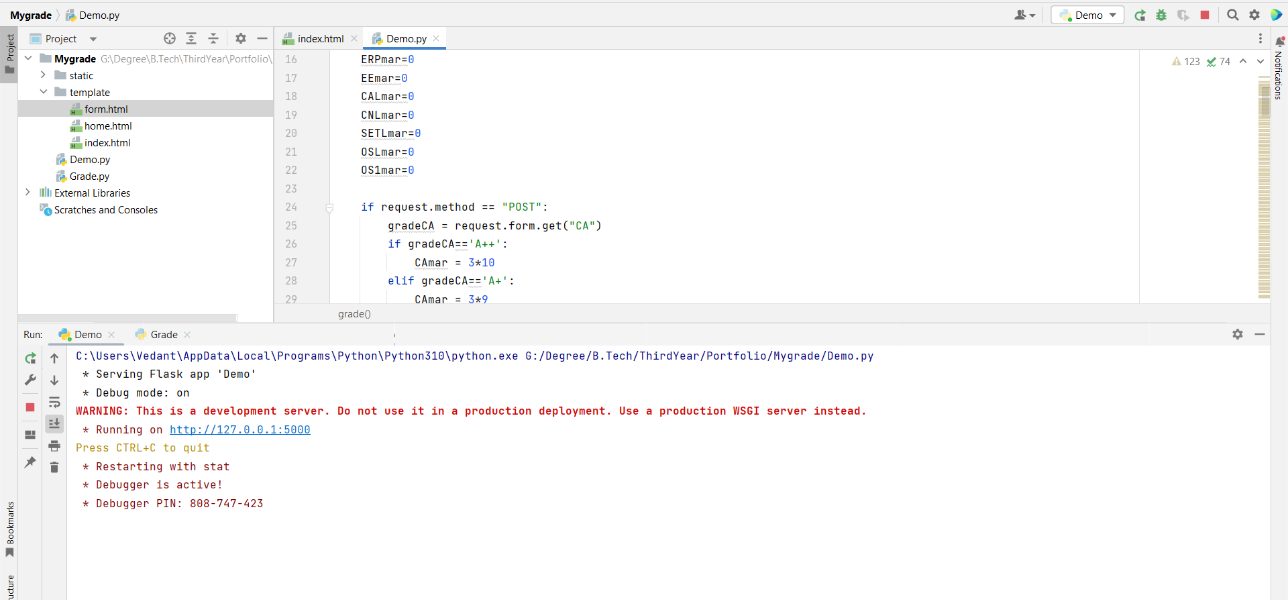 Mygrade Demo.py
Demo
Project
Project
index.html
Demo.py
Mygrade G:\Degree\B.Tech\ThirdYear\Portfolio\
static
template
form.html
home.html
index.html
Demo.py
Grade.py
External Libraries
Scratches and Consoles
123 74
Notifications
16 ERPmar=0
17 EEmar=0
18 CALmar=0
19 CNLmar=0
20 SETLmar=0
21 OSLmar=0
22 OS1mar=0
23
24 if request.method == "POST":
25 gradeCA = request.form.get("CA")
26 if gradeCA=='A++':
27 CAmar = 3*10
28 elif gradeCA=='A+':
29 CAmar = 3*9
grade()
Run: Demo Grade
C:\Users\Vedant\AppData\Local\Programs\Python\Python310\python.exe G:/Degree/B.Tech/ThirdYear/Portfolio/Mygrade/Demo.py
* Serving Flask app 'Demo'
* Debug mode: on
WARNING: This is a development server. Do not use it in a production deployment. Use a production WSGI server instead.
* Running on http://127.0.0.1:5000
Press CTRL+C to quit
* Restarting with stat
* Debugger is active!
* Debugger PIN: 808-747-423
Bookmarks